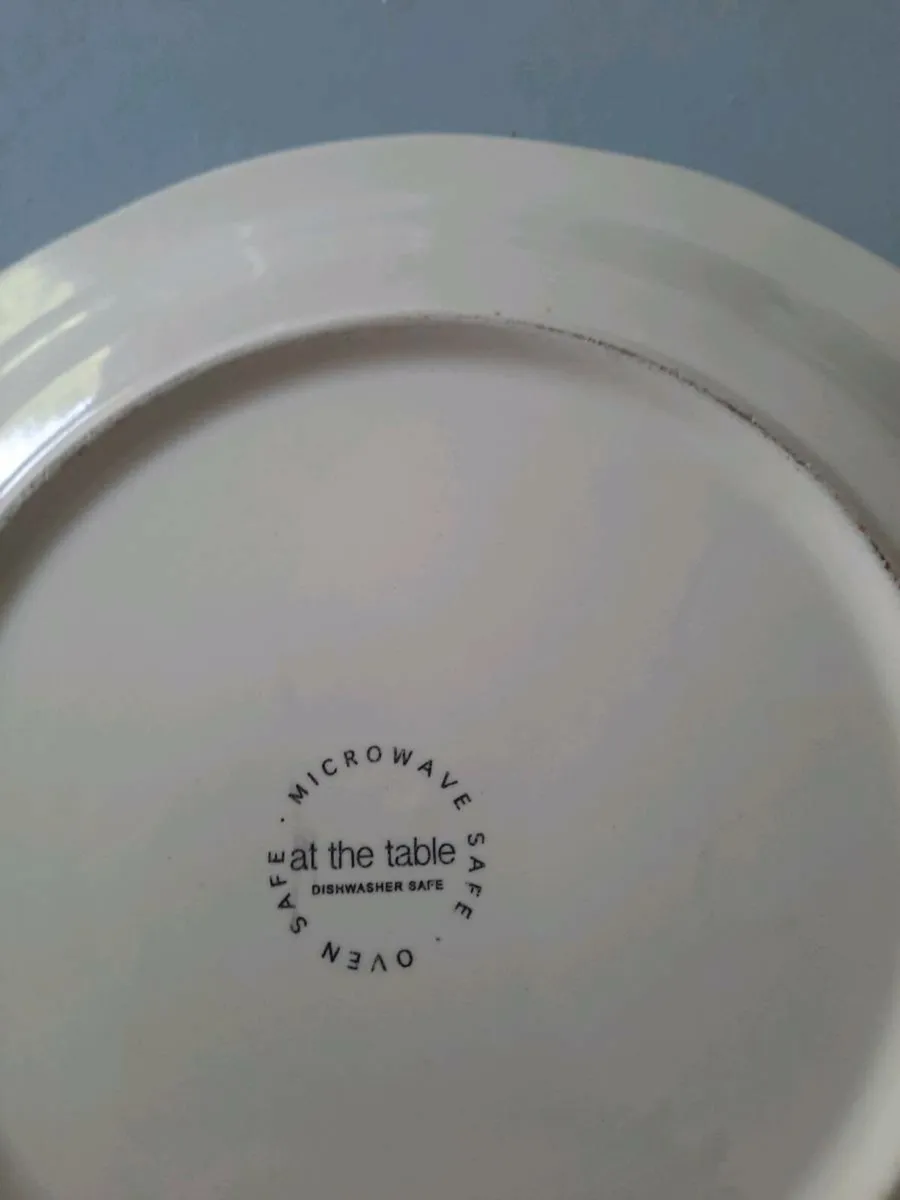 MICROWAVE SAFE · OVEN SAFE ·
at the table
DISHWASHER SAFE